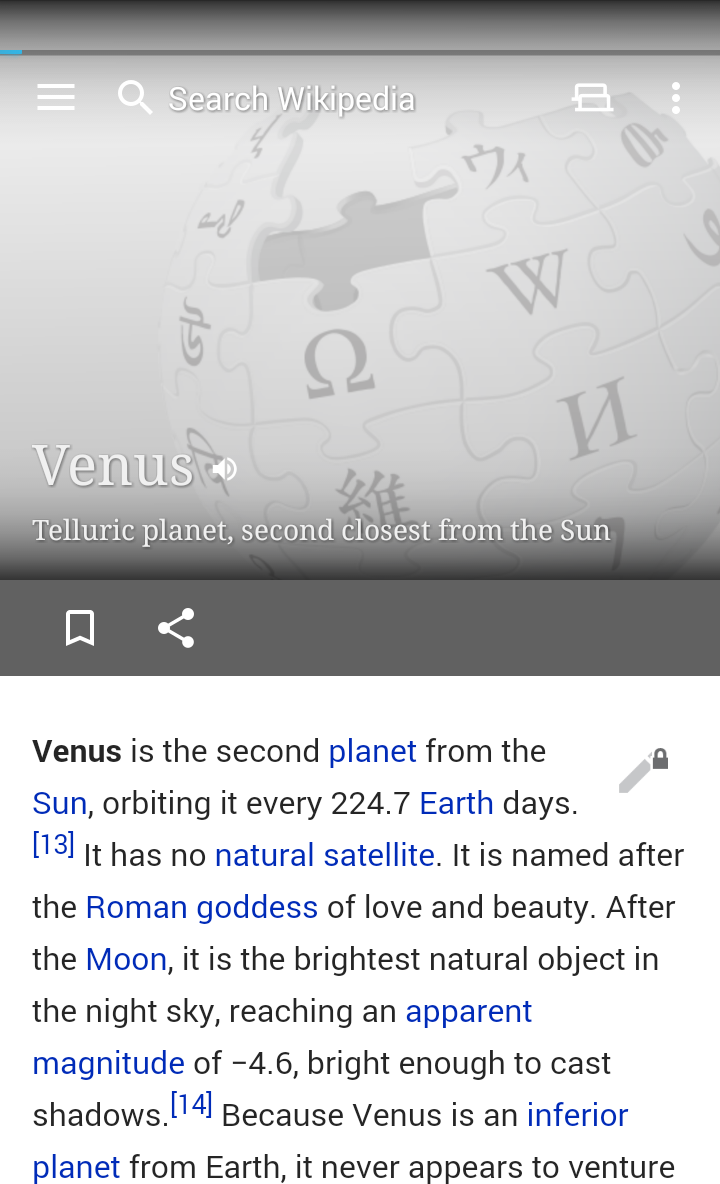 Search Wikipedia
ウィ
W
Ω
И
維
Venus
Telluric planet, second closest from the Sun
Venus is the second planet from the
Sun, orbiting it every 224.7 Earth days.
[13] It has no natural satellite. It is named after
the Roman goddess of love and beauty. After
the Moon, it is the brightest natural object in
the night sky, reaching an apparent
magnitude of −4.6, bright enough to cast
shadows.[14] Because Venus is an inferior
planet from Earth, it never appears to venture